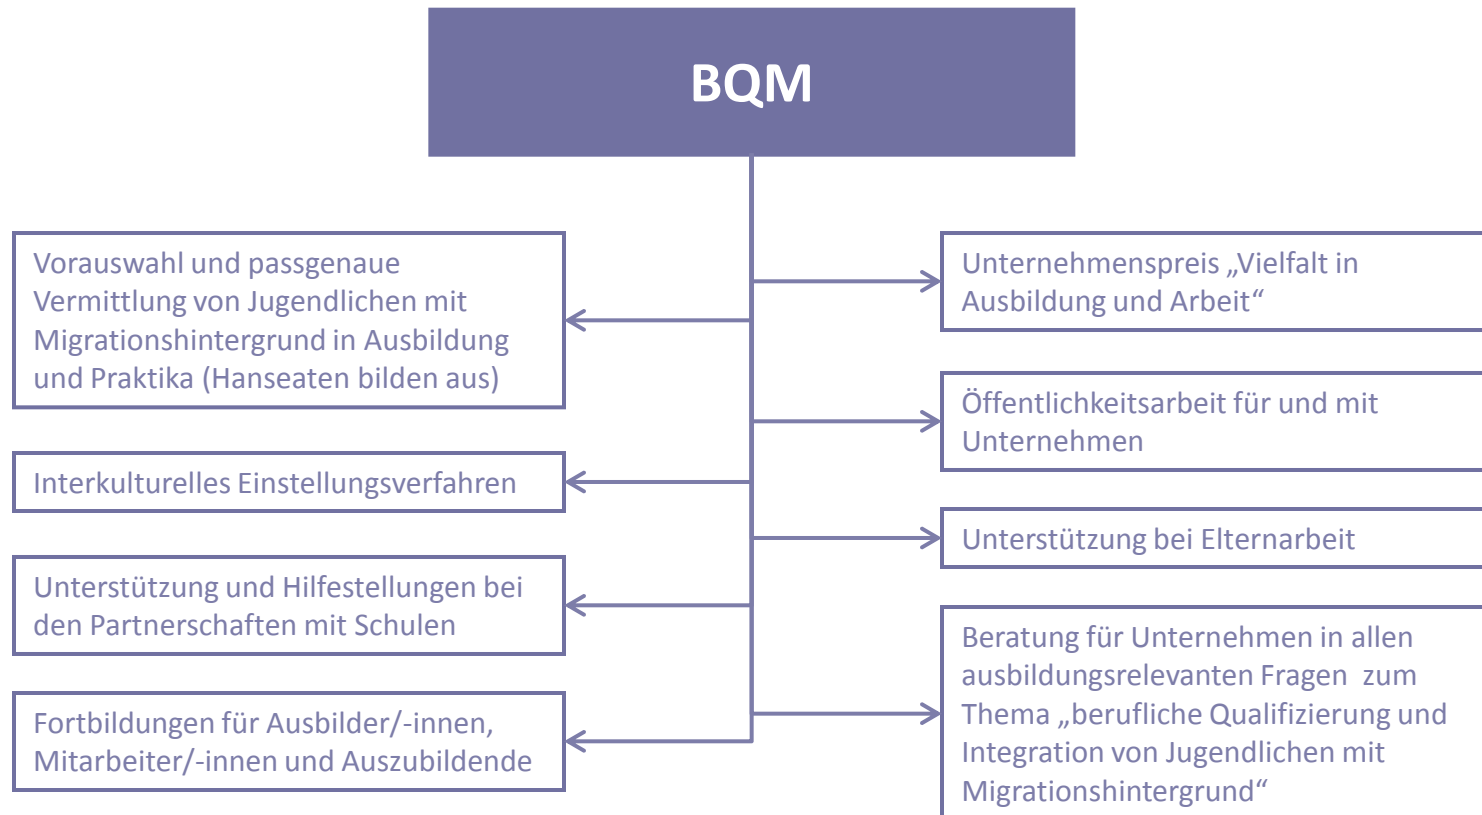 BQM
Vorauswahl und passgenaue
Vermittlung von Jugendlichen mit
Migrationshintergrund in Ausbildung
und Praktika (Hanseaten bilden aus)
Interkulturelles Einstellungsverfahren
Unterstützung und Hilfestellungen bei
den Partnerschaften mit Schulen
Fortbildungen für Ausbilder/-innen,
Mitarbeiter/-innen und Auszubildende
Unternehmenspreis „Vielfalt in
Ausbildung und Arbeit“
Öffentlichkeitsarbeit für und mit
Unternehmen
Unterstützung bei Elternarbeit
Beratung für Unternehmen in allen
ausbildungsrelevanten Fragen  zum
Thema „berufliche Qualifizierung und
Integration von Jugendlichen mit
Migrationshintergrund“